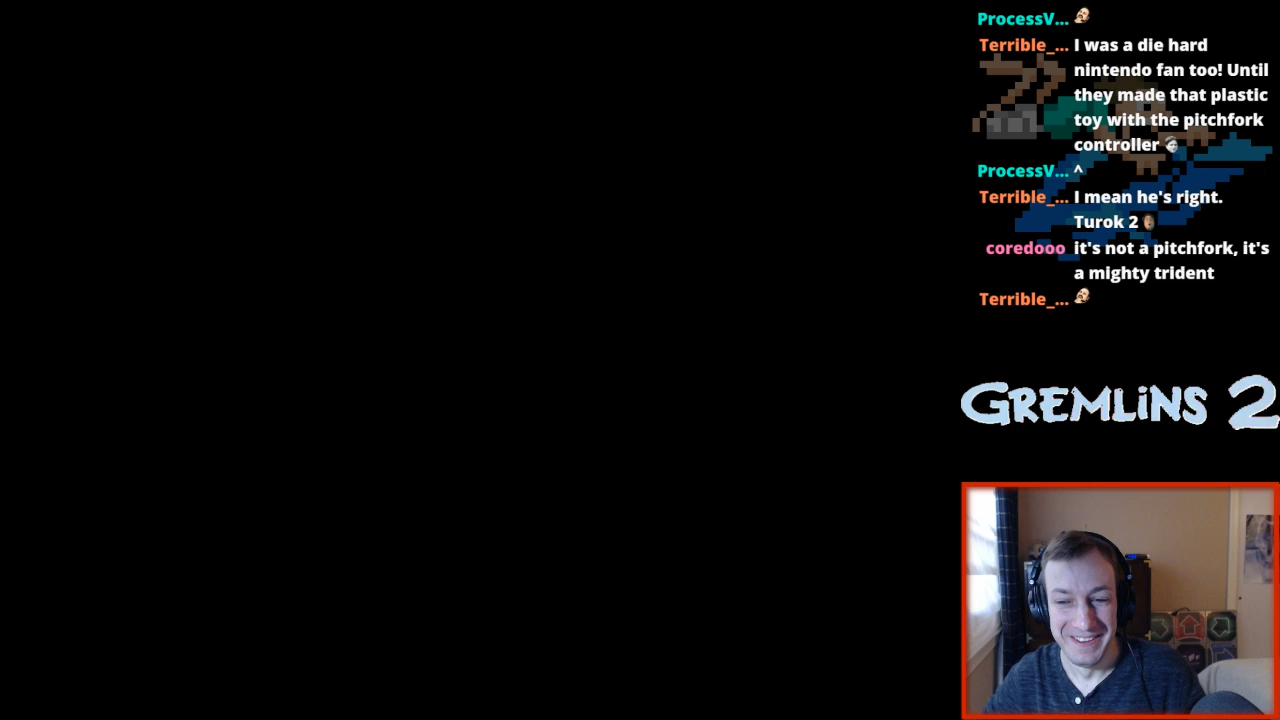 ProcessV...
Terrible_... I was a die hard
nintendo fan too! Until
they made that plastic
toy with the pitchfork
controller
ProcessV... ^
Terrible_... I mean he's right.
Turok 2
coredooo it's not a pitchfork, it's
a mighty trident
Terrible_...
GREMLiNS 2